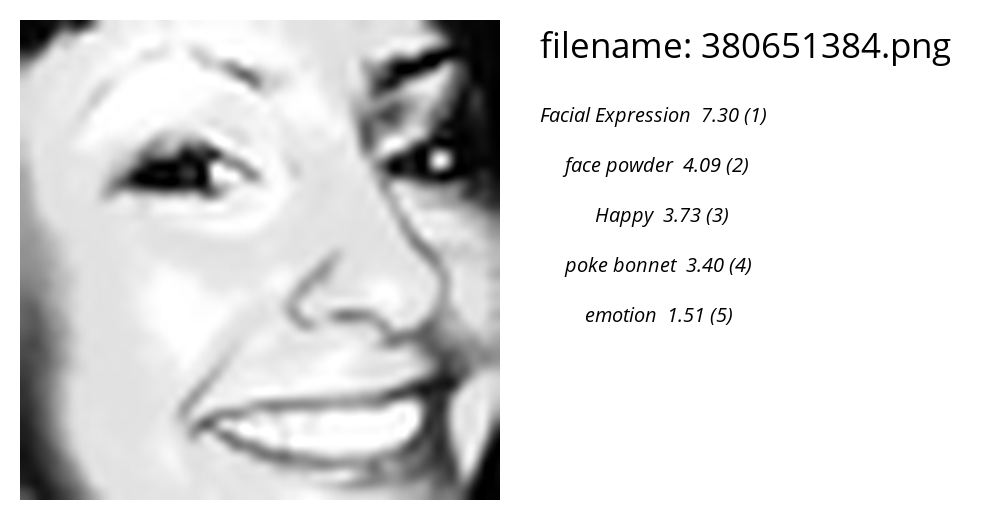 filename: 380651384.png
Facial Expression 7.30 (1)
face powder 4.09 (2)
Happy 3.73 (3)
poke bonnet 3.40 (4)
emotion 1.51 (5)